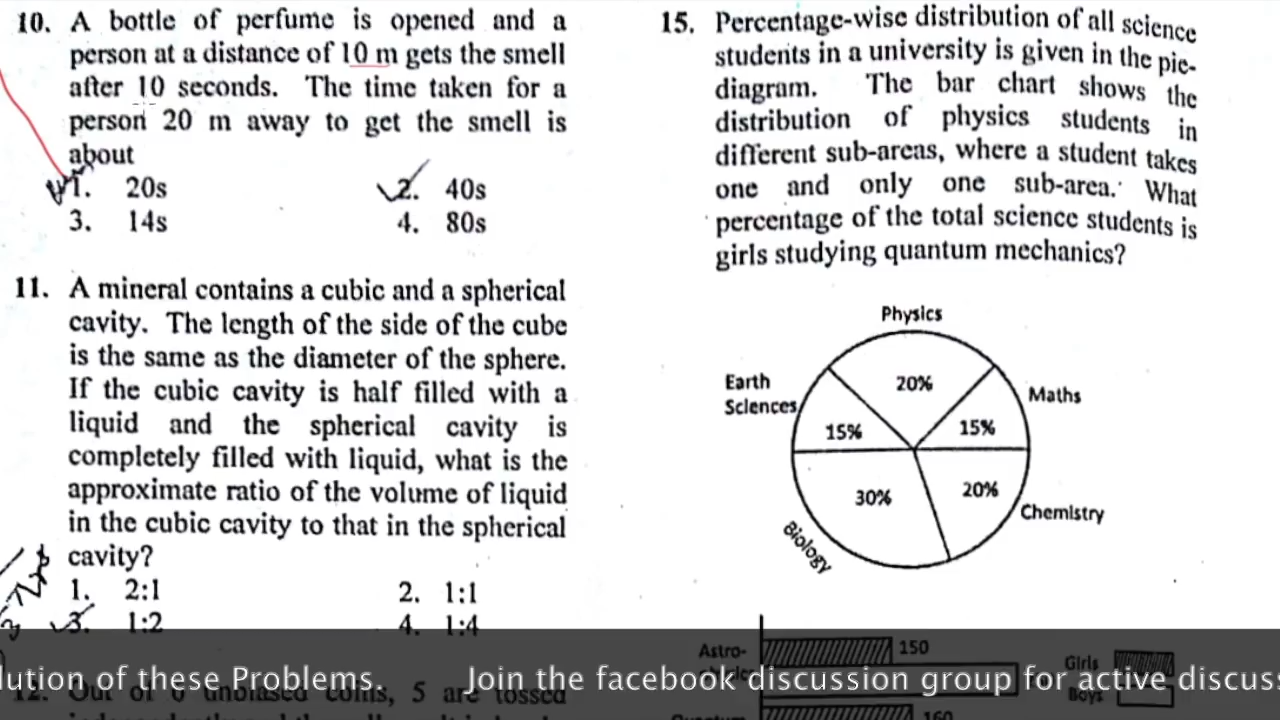 10. A bottle of perfume is opened and a
person at a distance of 10 m gets the smell
after 10 seconds. The time taken for a
person 20 m away to get the smell is
about
1. 20s 2. 40s
3. 14s 4. 80s
11. A mineral contains a cubic and a spherical
cavity. The length of the side of the cube
is the same as the diameter of the sphere.
If the cubic cavity is half filled with a
liquid and the spherical cavity is
completely filled with liquid, what is the
approximate ratio of the volume of liquid
in the cubic cavity to that in the spherical
cavity?
1. 2:1 2. 1:1
3. 1:2 4. 1:4
12. Out of 6 unbiased coins, 5 are tossed
15. Percentage-wise distribution of all science
students in a university is given in the pie-
diagram. The bar chart shows the
distribution of physics students in
different sub-areas, where a student takes
one and only one sub-area. What
percentage of the total science students is
girls studying quantum mechanics?
Physics
20%
Earth
Sciences
15%
Maths
15%
30%
20%
Chemistry
Biology
Astro-
150
Girls
Boys
160
lution of these Problems. Join the facebook discussion group for active discuss